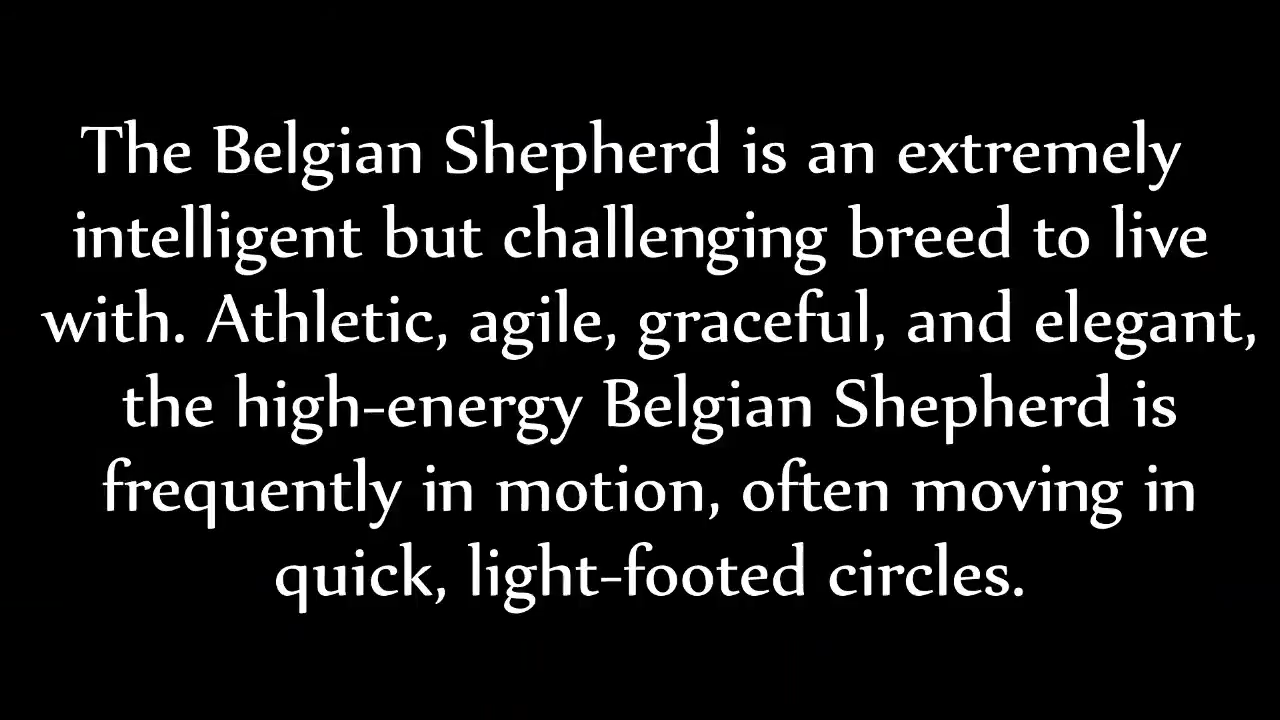 The Belgian Shepherd is an extremely
intelligent but challenging breed to live
with. Athletic, agile, graceful, and elegant,
the high-energy Belgian Shepherd is
frequently in motion, often moving in
quick, light-footed circles.